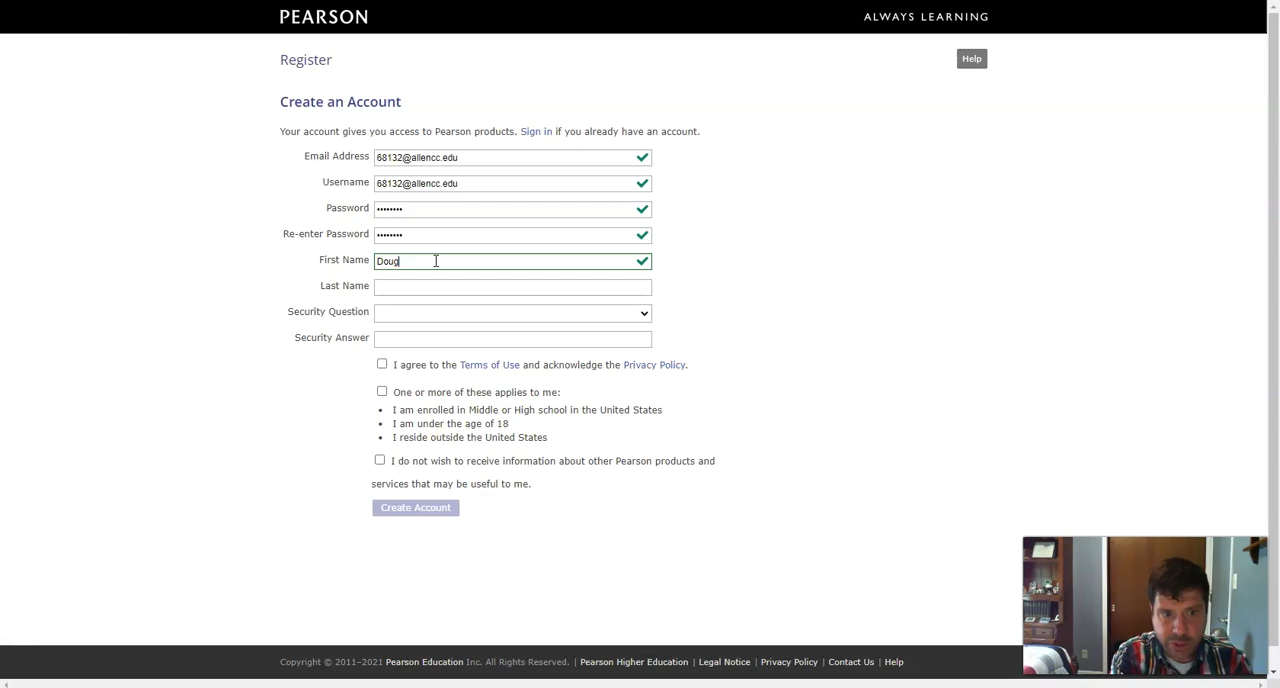 PEARSON
ALWAYS LEARNING
Register
Help
Create an Account
Your account gives you access to Pearson products. Sign in if you already have an account.
Email Address 68132@allencc.edu
Username 68132@allencc.edu
Password ••••••••
Re-enter Password ••••••••
First Name Doug
Last Name
Security Question
Security Answer
I agree to the Terms of Use and acknowledge the Privacy Policy.
One or more of these applies to me:
• I am enrolled in Middle or High school in the United States
• I am under the age of 18
• I reside outside the United States
I do not wish to receive information about other Pearson products and
services that may be useful to me.
Create Account
Copyright © 2011–2021 Pearson Education Inc. All Rights Reserved. | Pearson Higher Education | Legal Notice | Privacy Policy | Contact Us | Help